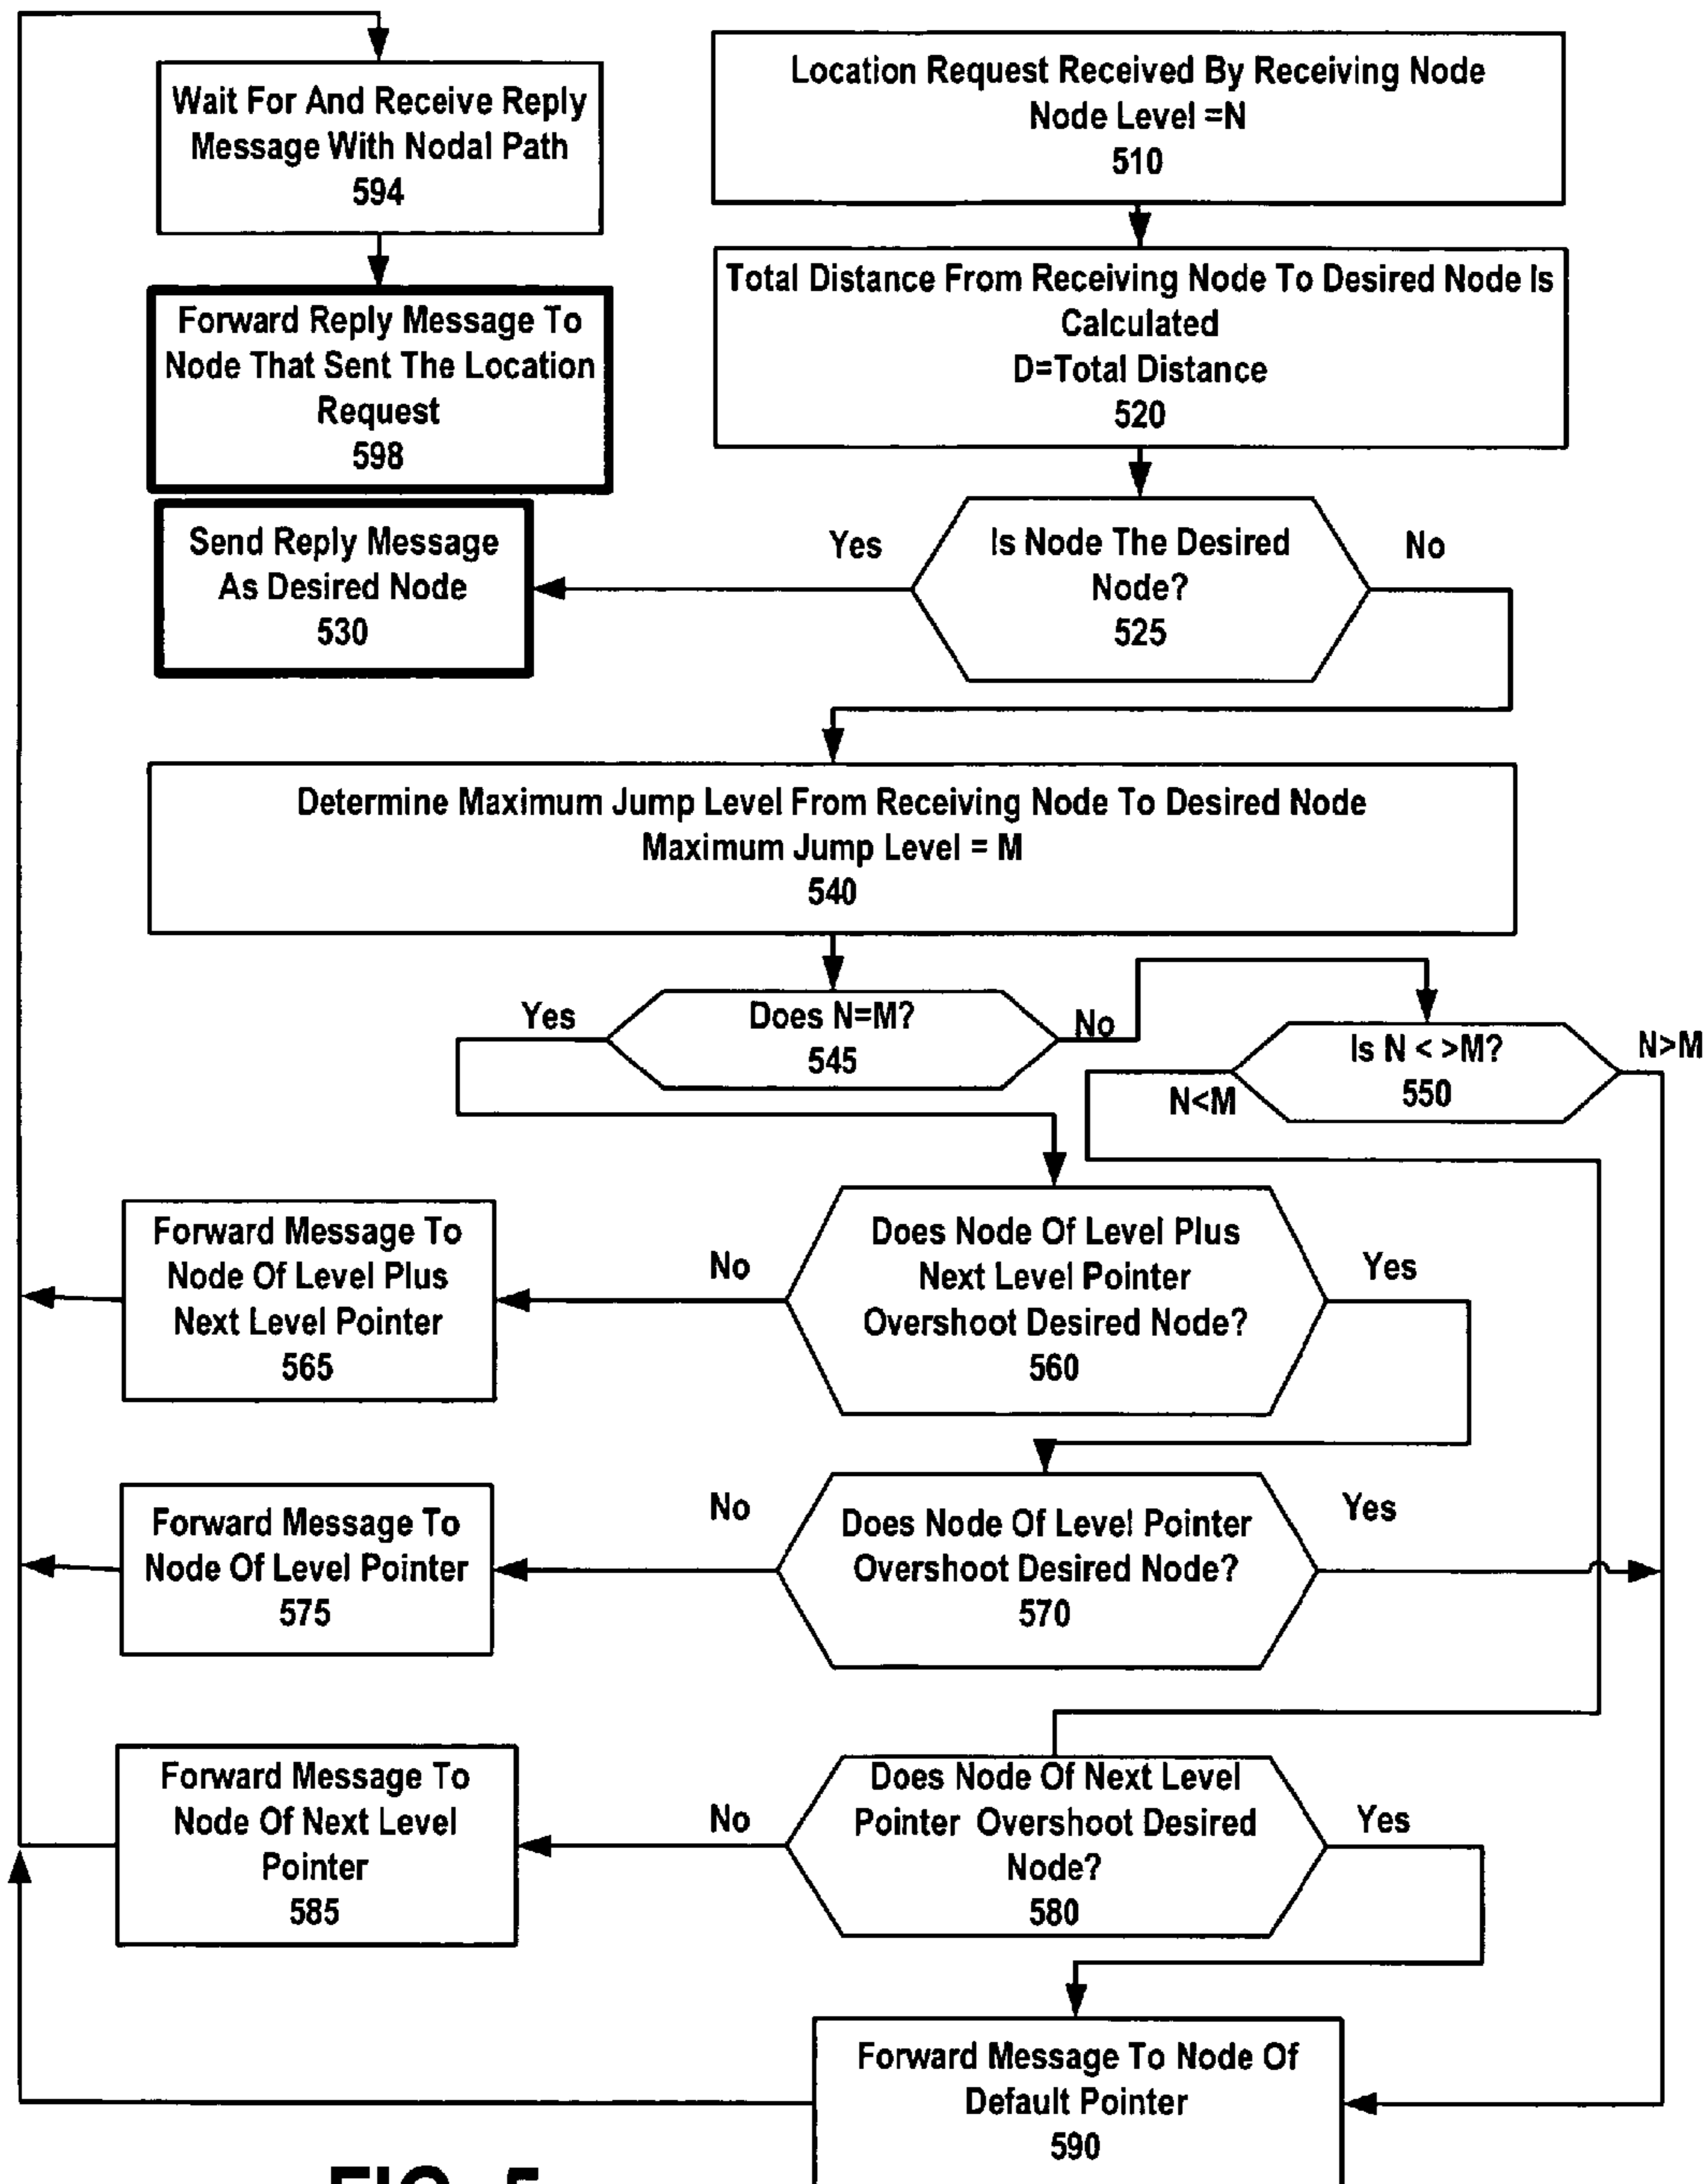 Wait For And Receive Reply
Message With Nodal Path
594
Location Request Received By Receiving Node
Node Level =N
510
Total Distance From Receiving Node To Desired Node Is
Calculated
D=Total Distance
520
Forward Reply Message To
Node That Sent The Location
Request
598
Send Reply Message
As Desired Node
530
Yes
Is Node The Desired
Node?
525
No
Determine Maximum Jump Level From Receiving Node To Desired Node
Maximum Jump Level = M
540
Yes
Does N=M?
545
No
Is N < >M?
550
N>M
N<M
Forward Message To
Node Of Level Plus
Next Level Pointer
565
No
Does Node Of Level Plus
Next Level Pointer
Overshoot Desired Node?
560
Yes
Forward Message To
Node Of Level Pointer
575
No
Does Node Of Level Pointer
Overshoot Desired Node?
570
Yes
Forward Message To
Node Of Next Level
Pointer
585
No
Does Node Of Next Level
Pointer Overshoot Desired
Node?
580
Yes
Forward Message To Node Of
Default Pointer
590
FIG. 5